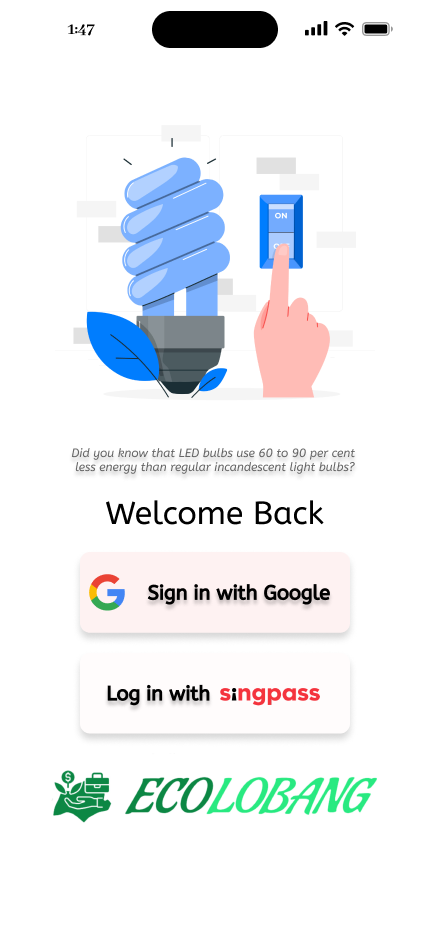 1:47
ON
Did you know that LED bulbs use 60 to 90 per cent
less energy than regular incandescent light bulbs?
Welcome Back
Sign in with Google
Log in with singpass
ECOLOBANG